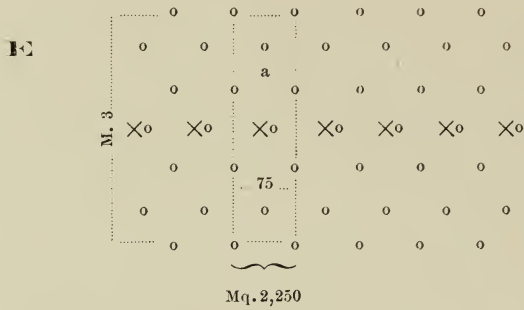 o o o o o o
E o o o o o o o
a
o o o o o o
M. 3
×o ×o ×o ×o ×o ×o ×o
o o o o o o
75
o o o o o o o
o o o o o o
Mq. 2,250